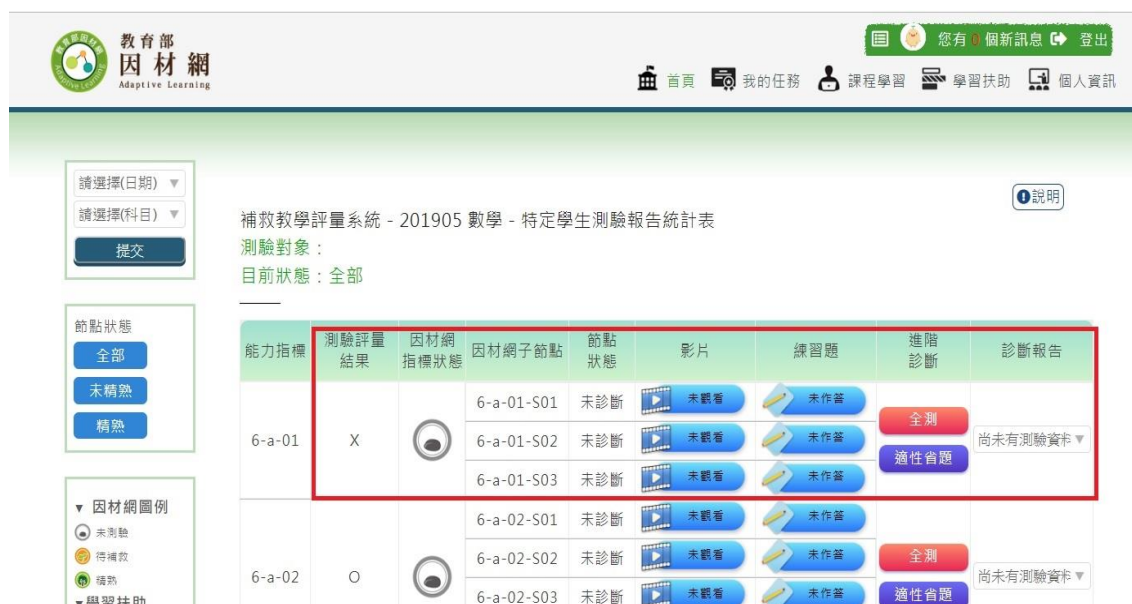 教育部
因材網
Adaptive Learning
您有 0 個新訊息 登出
首頁 我的任務 課程學習 學習扶助 個人資訊
請選擇(日期) ▼
請選擇(科目) ▼
提交
說明
補救教學評量系統 - 201905 數學 - 特定學生測驗報告統計表
測驗對象：
目前狀態：全部
節點狀態
全部
未精熟
精熟
▼ 因材網圖例
未測驗
待補救
精熟
▼學習扶助
能力指標 測驗評量結果 因材網指標狀態 因材網子節點 節點狀態 影片 練習題 進階診斷 診斷報告
6-a-01 X 6-a-01-S01 未診斷 未觀看 未作答 全測 適性省題 尚未有測驗資料 ▼
6-a-01-S02 未診斷 未觀看 未作答
6-a-01-S03 未診斷 未觀看 未作答
6-a-02 O 6-a-02-S01 未診斷 未觀看 未作答 全測 適性省題 尚未有測驗資料 ▼
6-a-02-S02 未診斷 未觀看 未作答
6-a-02-S03 未診斷 未觀看 未作答